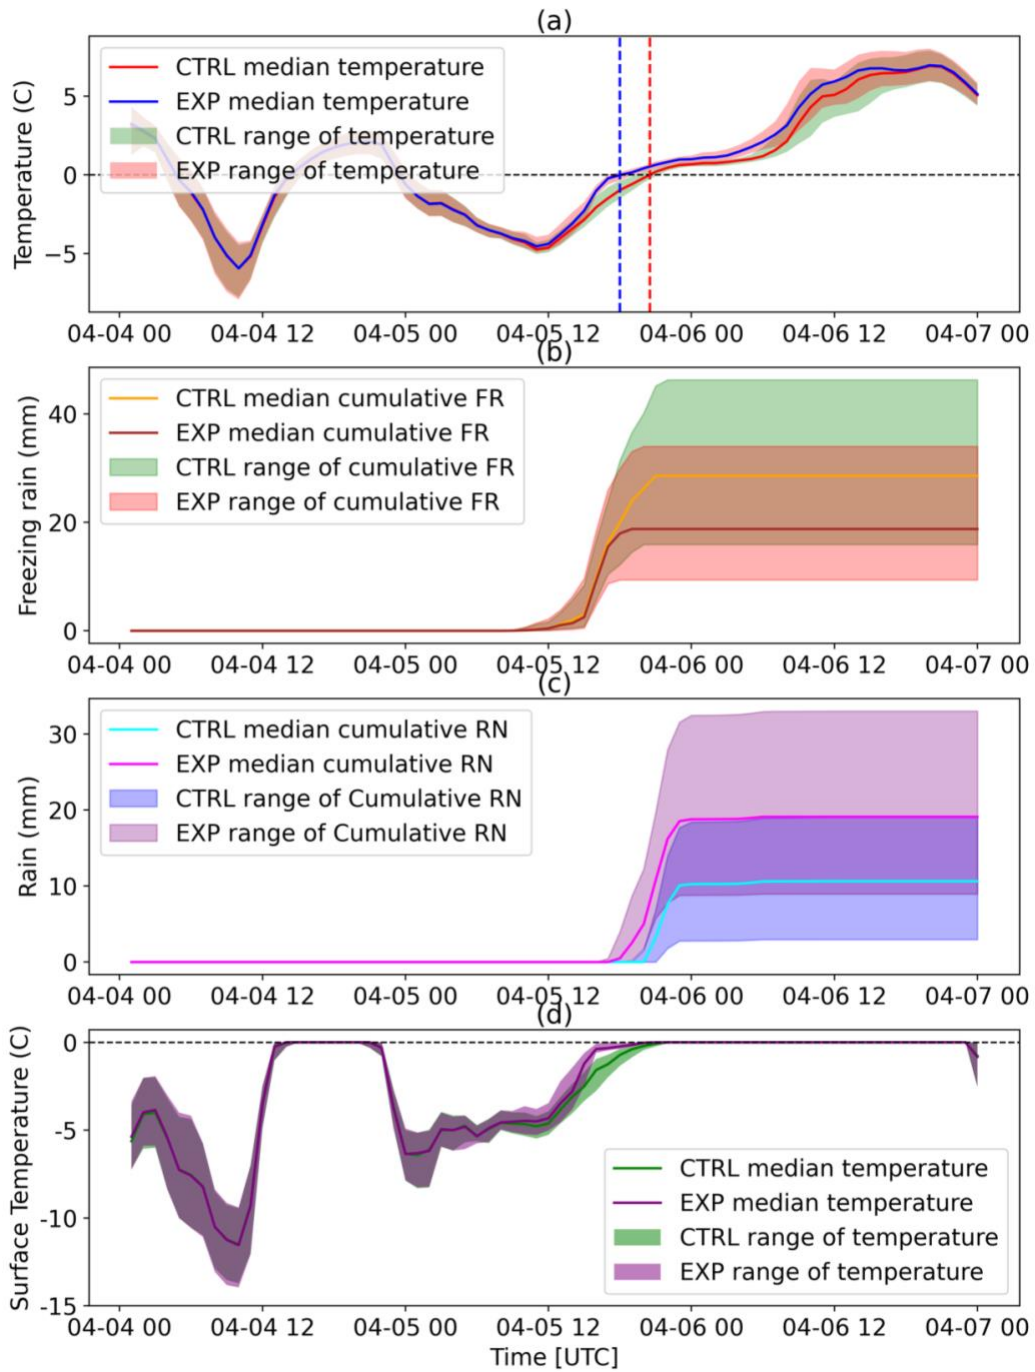 (a)
CTRL median temperature
EXP median temperature
CTRL range of temperature
EXP range of temperature
Temperature (C)
5
0
−5
04-04 00 04-04 12 04-05 00 04-05 12 04-06 00 04-06 12 04-07 00
(b)
CTRL median cumulative FR
EXP median cumulative FR
CTRL range of cumulative FR
EXP range of cumulative FR
Freezing rain (mm)
40
20
0
04-04 00 04-04 12 04-05 00 04-05 12 04-06 00 04-06 12 04-07 00
(c)
CTRL median cumulative RN
EXP median cumulative RN
CTRL range of Cumulative RN
EXP range of Cumulative RN
Rain (mm)
30
20
10
0
04-04 00 04-04 12 04-05 00 04-05 12 04-06 00 04-06 12 04-07 00
(d)
Surface Temperature (C)
0
-5
-10
-15
CTRL median temperature
EXP median temperature
CTRL range of temperature
EXP range of temperature
04-04 00 04-04 12 04-05 00 04-05 12 04-06 00 04-06 12 04-07 00
Time [UTC]